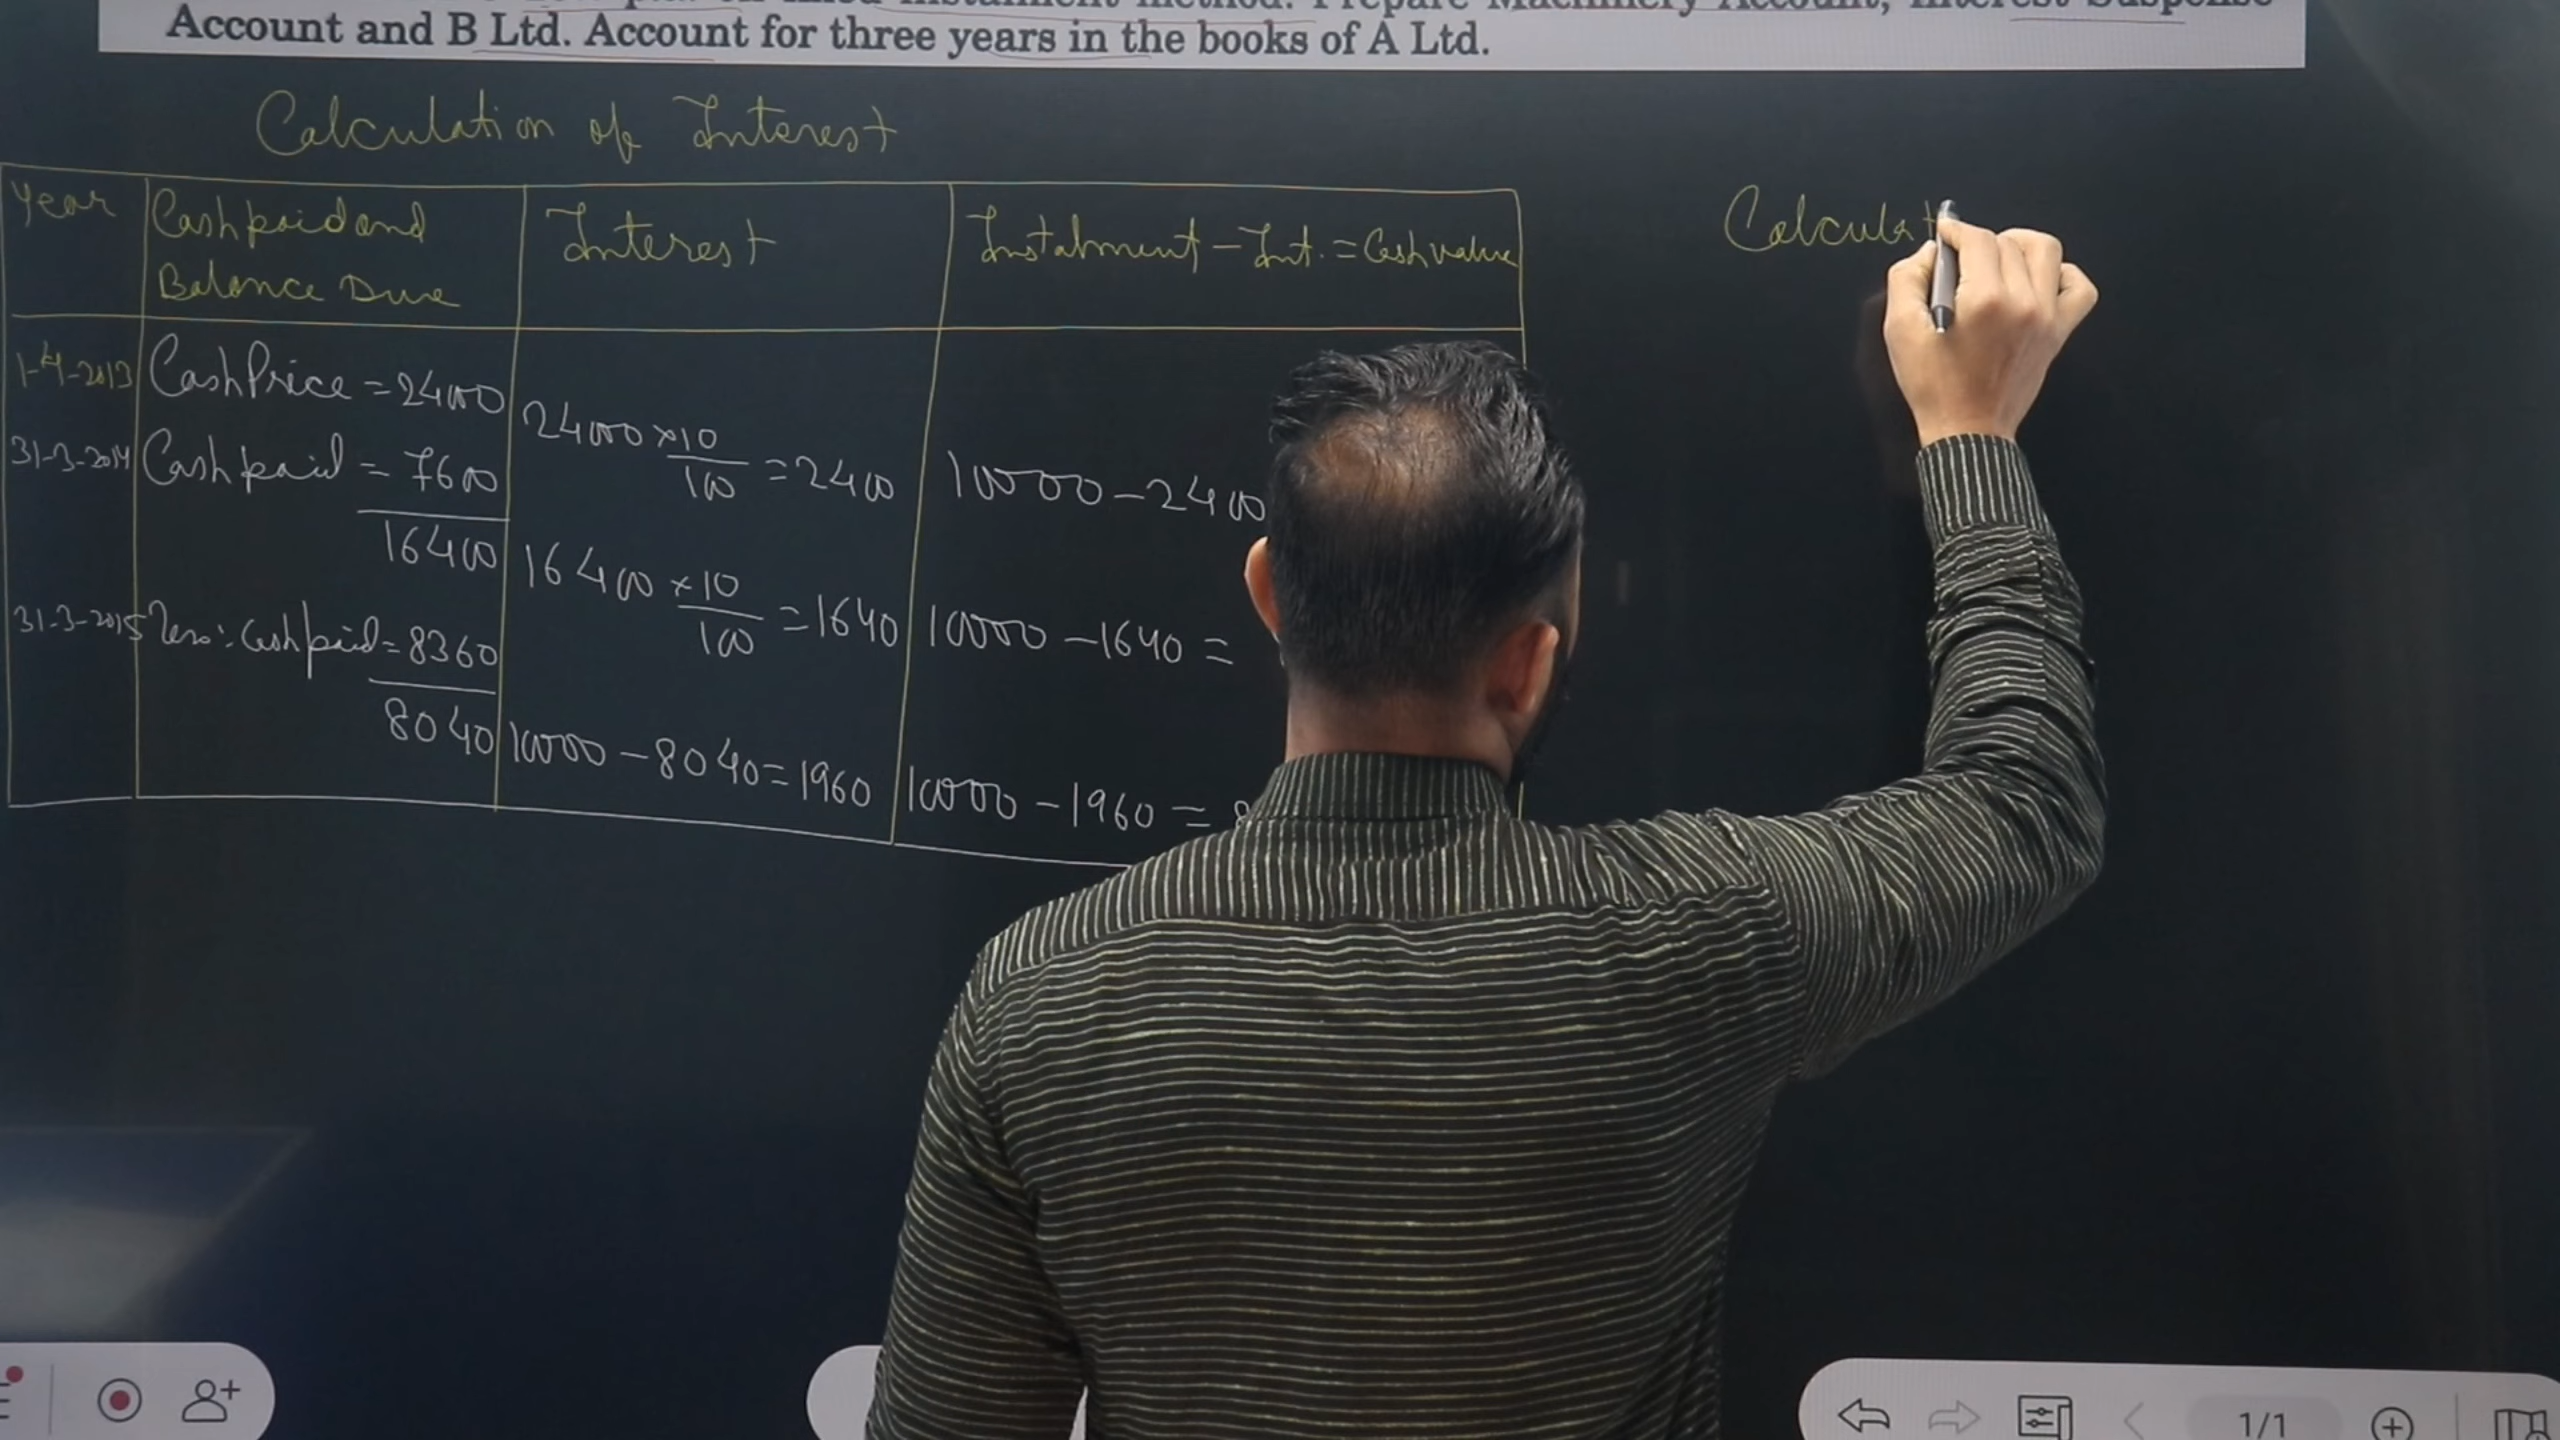 Account and B Ltd. Account for three years in the books of A Ltd.
Calculation of Interest
Year
Cash paid and
Balance Due
Interest
Instalment - Int. = Cash value
Calculat
1-4-2013 Cash Price = 24000
24000 × 10
100
= 2400
10000 - 2400
31-3-2014 Cash paid = 7600
16400
16400 × 10
100
= 1640
10000 - 1640 =
31-3-2015 Less: Cash paid = 8360
8040
10000 - 8040 = 1960
10000 - 1960 = 8
1/1